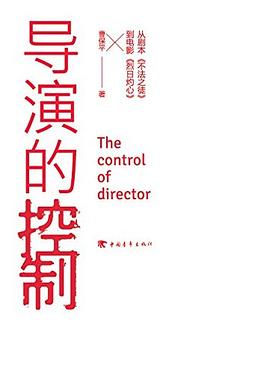 导演的控制
从剧本《不法之徒》
到电影《烈日灼心》
曹保平——著
The
control
of
director
中国青年出版社